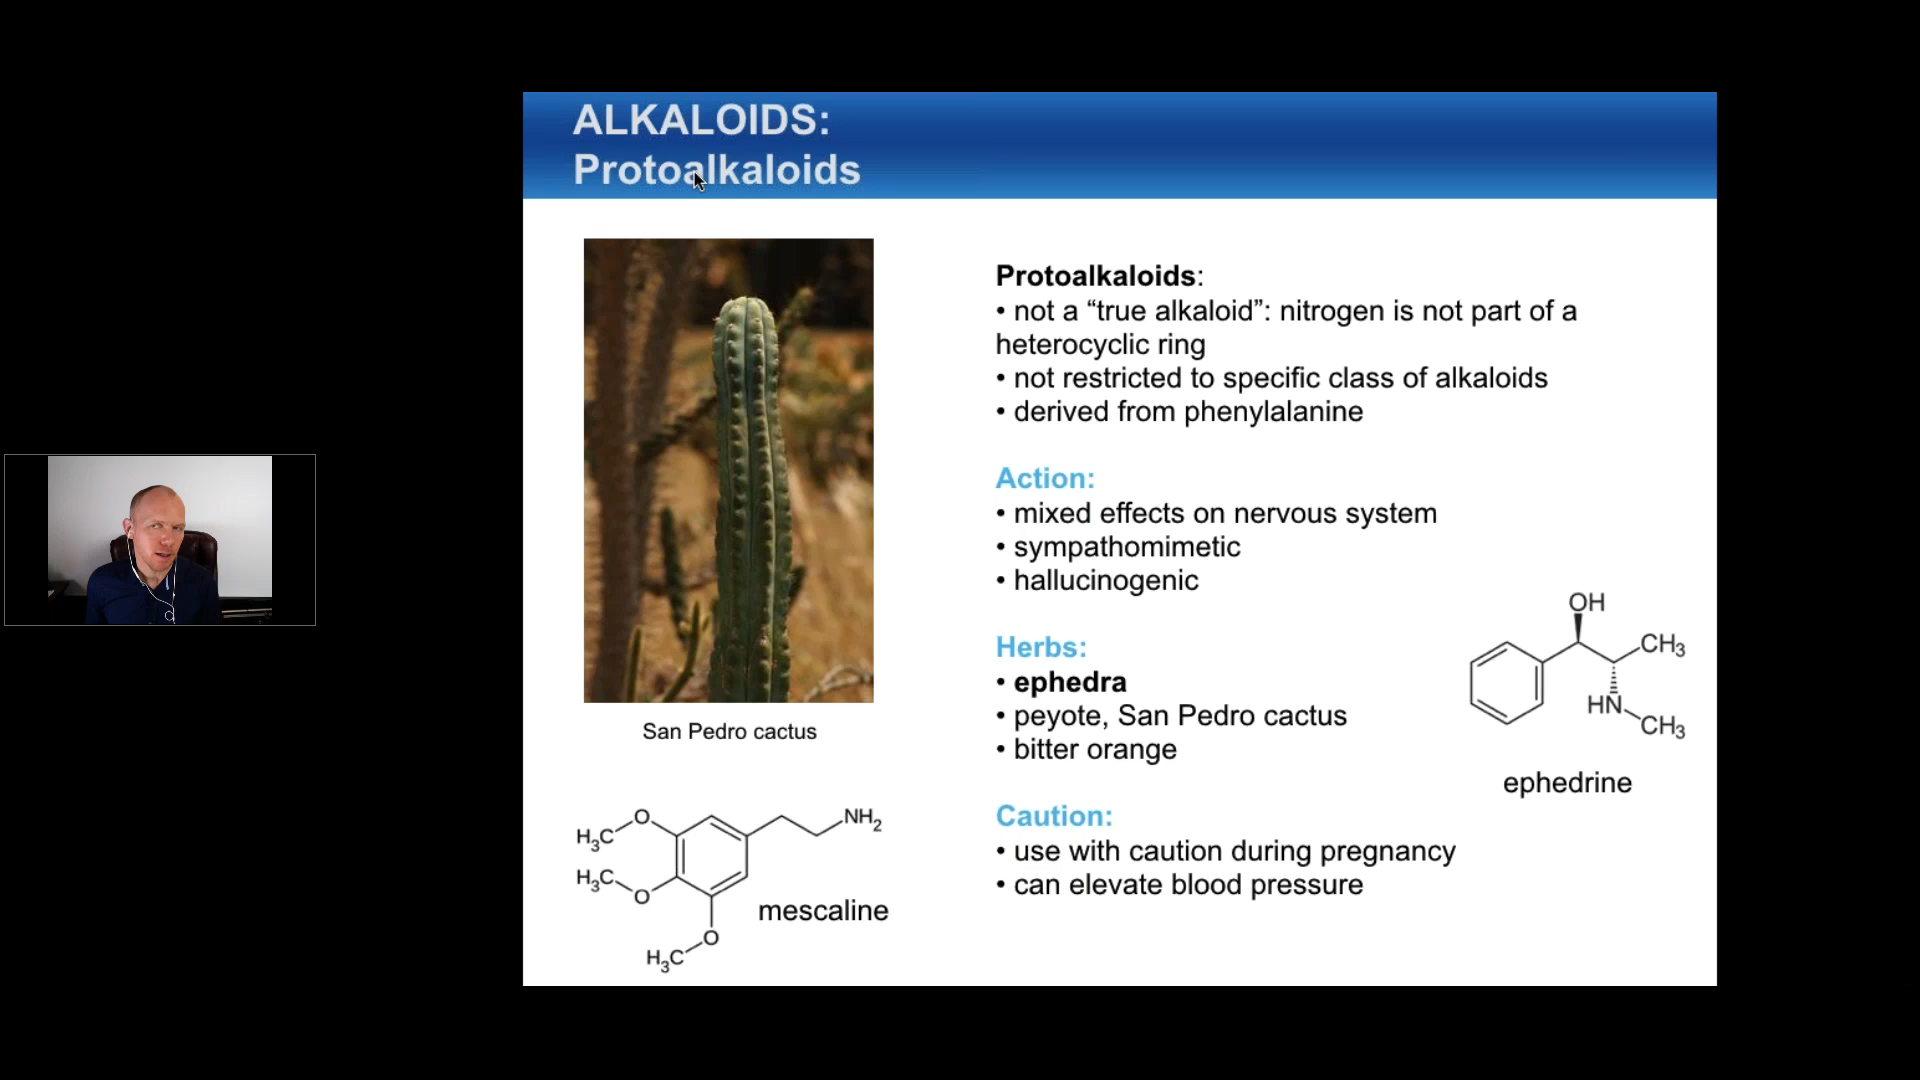 ALKALOIDS:
Protoalkaloids
Protoalkaloids:
• not a “true alkaloid”: nitrogen is not part of a
heterocyclic ring
• not restricted to specific class of alkaloids
• derived from phenylalanine
Action:
• mixed effects on nervous system
• sympathomimetic
• hallucinogenic
Herbs:
• ephedra
• peyote, San Pedro cactus
• bitter orange
Caution:
• use with caution during pregnancy
• can elevate blood pressure
San Pedro cactus
O
NH2
H3C
H3C
O
mescaline
O
H3C
OH
CH3
HN
CH3
ephedrine